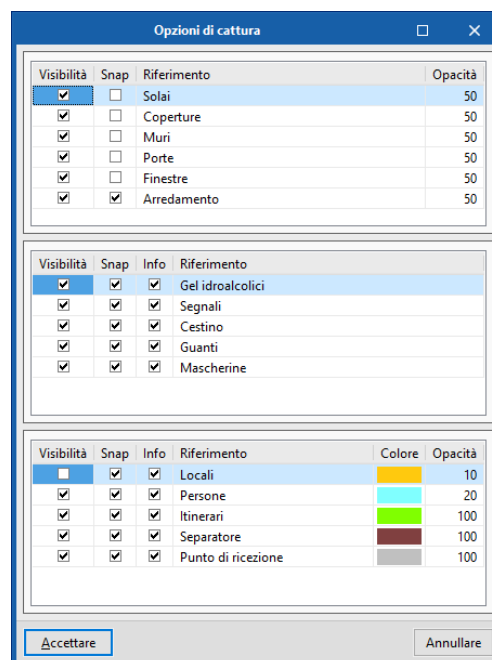 Opzioni di cattura
Visibilità Snap Riferimento Opacità
Solai 50
Coperture 50
Muri 50
Porte 50
Finestre 50
Arredamento 50
Visibilità Snap Info Riferimento
Gel idroalcolici
Segnali
Cestino
Guanti
Mascherine
Visibilità Snap Info Riferimento Colore Opacità
Locali 10
Persone 20
Itinerari 100
Separatore 100
Punto di ricezione 100
Accettare Annullare